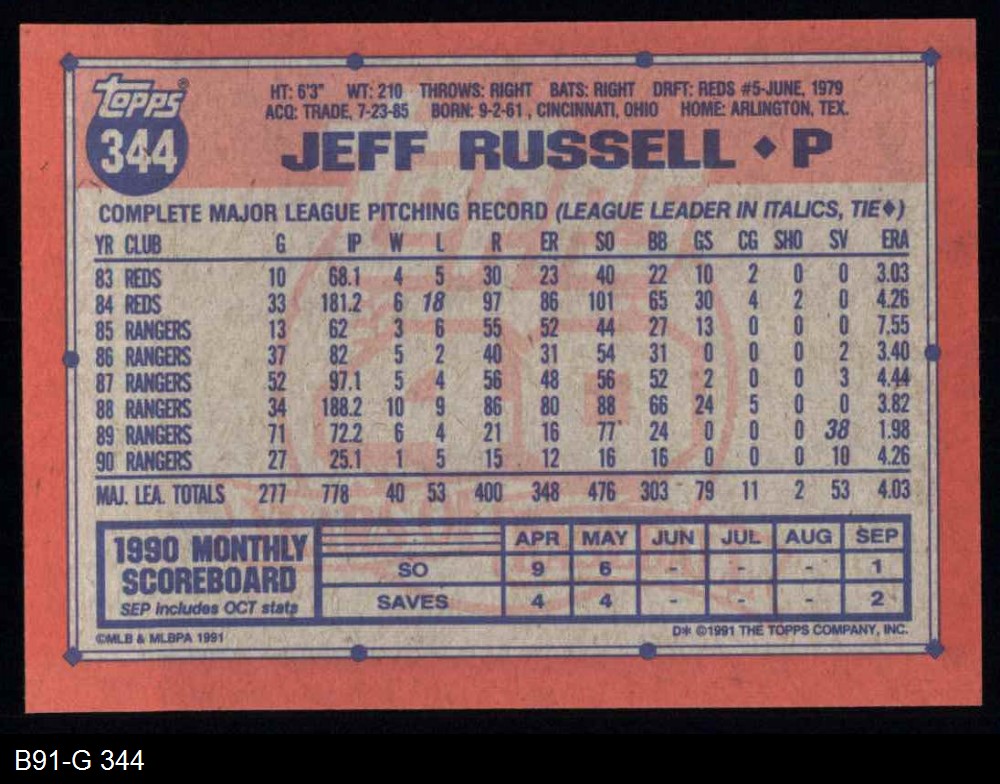 topps®
344
HT: 6'3" WT: 210 THROWS: RIGHT BATS: RIGHT DRFT: REDS #5-JUNE, 1979
ACQ: TRADE, 7-23-85 BORN: 9-2-61, CINCINNATI, OHIO HOME: ARLINGTON, TEX.
JEFF RUSSELL ♦ P
COMPLETE MAJOR LEAGUE PITCHING RECORD (LEAGUE LEADER IN ITALICS, TIE♦)
YR CLUB G IP W L R ER SO BB GS CG SHO SV ERA
83 REDS 10 68.1 4 5 30 23 40 22 10 2 0 0 3.03
84 REDS 33 181.2 6 18 97 86 101 65 30 4 2 0 4.26
85 RANGERS 13 62 3 6 55 52 44 27 13 0 0 0 7.55
86 RANGERS 37 82 5 2 40 31 54 31 0 0 0 2 3.40
87 RANGERS 52 97.1 5 4 56 48 56 52 2 0 0 3 4.44
88 RANGERS 34 188.2 10 9 86 80 88 66 24 5 0 0 3.82
89 RANGERS 71 72.2 6 4 21 16 77 24 0 0 0 38 1.98
90 RANGERS 27 25.1 1 5 15 12 16 16 0 0 0 10 4.26
MAJ. LEA. TOTALS 277 778 40 53 400 348 476 303 79 11 2 53 4.03
1990 MONTHLY
SCOREBOARD
SEP includes OCT stats
APR MAY JUN JUL AUG SEP
SO 9 6 - - - 1
SAVES 4 4 - - - 2
©MLB & MLBPA 1991
D* ©1991 THE TOPPS COMPANY, INC.
B91-G 344